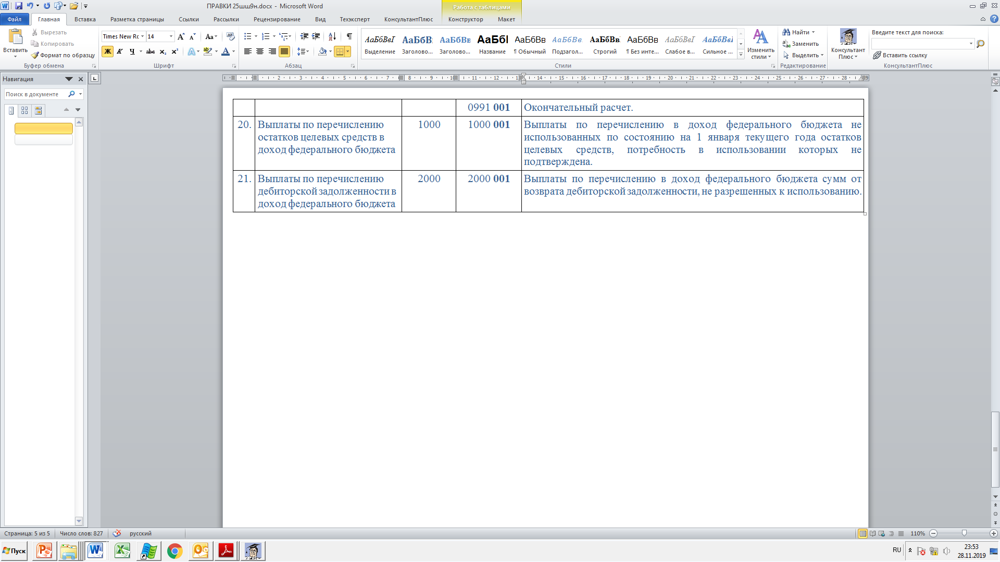 ПРАВКИ 25шш9н.docx - Microsoft Word
Работа с таблицами
Файл Главная Вставка Разметка страницы Ссылки Рассылки Рецензирование Вид Техэксперт КонсультантПлюс Конструктор Макет
Вставить
Вырезать
Копировать
Формат по образцу
Буфер обмена
Times New Rc 14
Шрифт
Абзац
АаБбВвГ АаБбВ АаБбВв АаБбІ АаБбВв АаБбВв АаБбВв АаБбВв АаБбВвГ АаБбВвІ
Выделение Заголово... Заголово... Название ¶ Обычный Подзагол... Строгий ¶ Без инте... Слабое в... Сильное ...
Стили
Изменить
стили
Найти
Заменить
Выделить
Редактирование
Консультант
Плюс
Введите текст для поиска:
Вставить ссылку
КонсультантПлюс
Навигация
Поиск в документе
0991 001 Окончательный расчет.
20. Выплаты по перечислению
остатков целевых средств в
доход федерального бюджета
1000
1000 001
Выплаты по перечислению в доход федерального бюджета не
использованных по состоянию на 1 января текущего года остатков
целевых средств, потребность в использовании которых не
подтверждена.
21. Выплаты по перечислению
дебиторской задолженности в
доход федерального бюджета
2000
2000 001
Выплаты по перечислению в доход федерального бюджета сумм от
возврата дебиторской задолженности, не разрешенных к использованию.
Страница: 5 из 5 Число слов: 827 русский
110%
Пуск
RU
23:53
28.11.2019